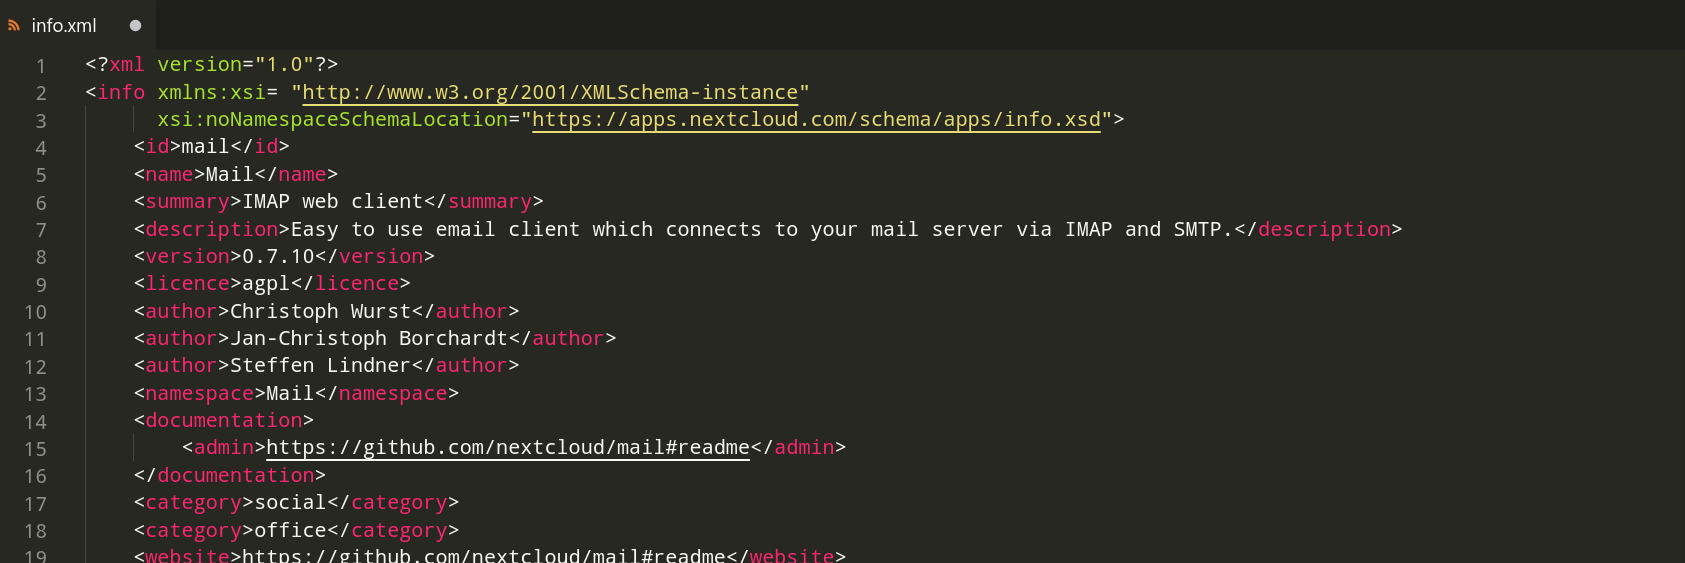 info.xml
1 <?xml version="1.0"?>
2 <info xmlns:xsi= "http://www.w3.org/2001/XMLSchema-instance"
3 xsi:noNamespaceSchemaLocation="https://apps.nextcloud.com/schema/apps/info.xsd">
4 <id>mail</id>
5 <name>Mail</name>
6 <summary>IMAP web client</summary>
7 <description>Easy to use email client which connects to your mail server via IMAP and SMTP.</description>
8 <version>0.7.10</version>
9 <licence>agpl</licence>
10 <author>Christoph Wurst</author>
11 <author>Jan-Christoph Borchardt</author>
12 <author>Steffen Lindner</author>
13 <namespace>Mail</namespace>
14 <documentation>
15 <admin>https://github.com/nextcloud/mail#readme</admin>
16 </documentation>
17 <category>social</category>
18 <category>office</category>
19 <website>https://github.com/nextcloud/mail#readme</website>